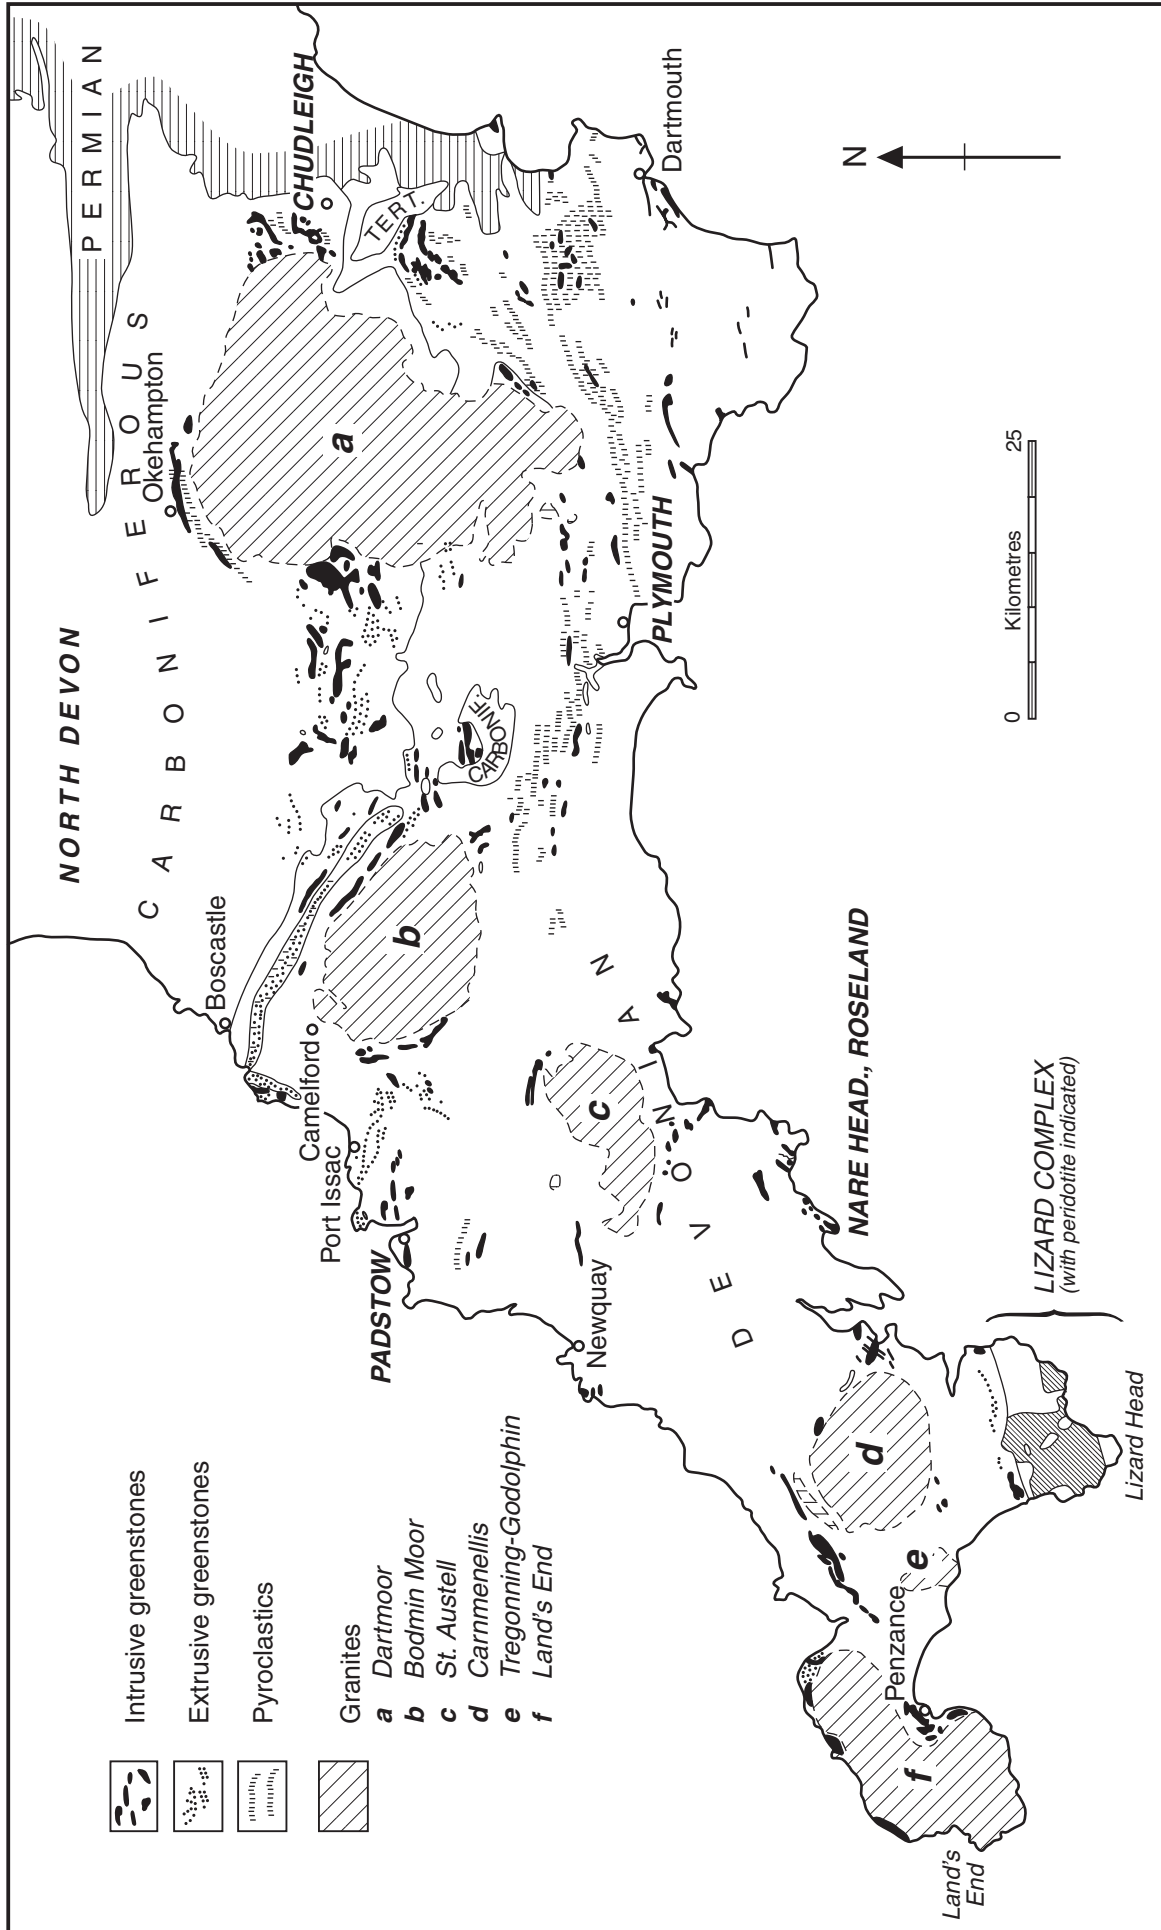 Intrusive greenstones
Extrusive greenstones
Pyroclastics
Granites
a Dartmoor
b Bodmin Moor
c St. Austell
d Carnmenellis
e Tregonning-Godolphin
f Land's End
NORTH DEVON
PERMIAN
CARBONIFEROUS
Boscastle
Okehampton
CHUDLEIGH
TERT.
Camelford
Port Issac
PADSTOW
a
b
CARBONIF.
Dartmouth
PLYMOUTH
Newquay
c
DEVONIAN
N
NARE HEAD., ROSELAND
d
e
f
Penzance
Land's
End
LIZARD COMPLEX
(with peridotite indicated)
Lizard Head
0 Kilometres 25